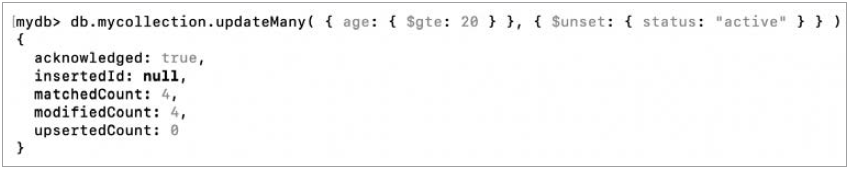 [mydb> db.mycollection.updateMany( { age: { $gte: 20 } }, { $unset: { status: "active" } } )
{
  acknowledged: true,
  insertedId: null,
  matchedCount: 4,
  modifiedCount: 4,
  upsertedCount: 0
}